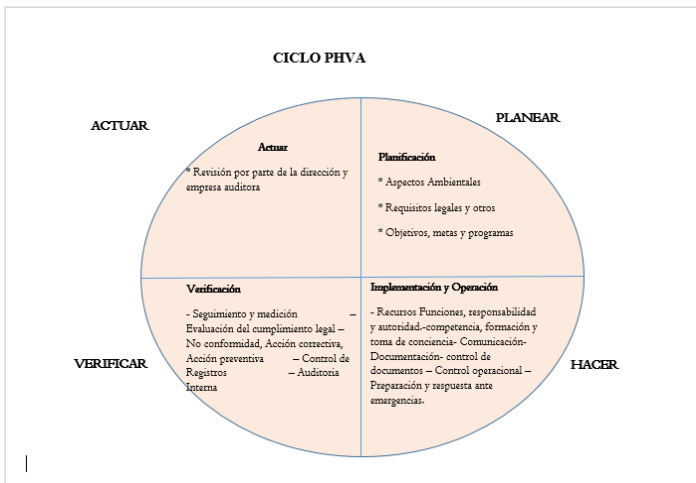 CICLO PHVA
ACTUAR
PLANEAR
Actuar
* Revisión por parte de la dirección y
empresa auditora
Planificación
* Aspectos Ambientales
* Requisitos legales y otros
* Objetivos, metas y programas
Verificación
- Seguimiento y medición –
Evaluación del cumplimiento legal –
No conformidad, Acción correctiva,
Acción preventiva – Control de
Registros – Auditoria
Interna
Implementación y Operación
- Recursos Funciones, responsabilidad
y autoridad.-competencia, formación y
toma de conciencia- Comunicación-
Documentación- control de
documentos – Control operacional –
Preparación y respuesta ante
emergencias.
VERIFICAR
HACER